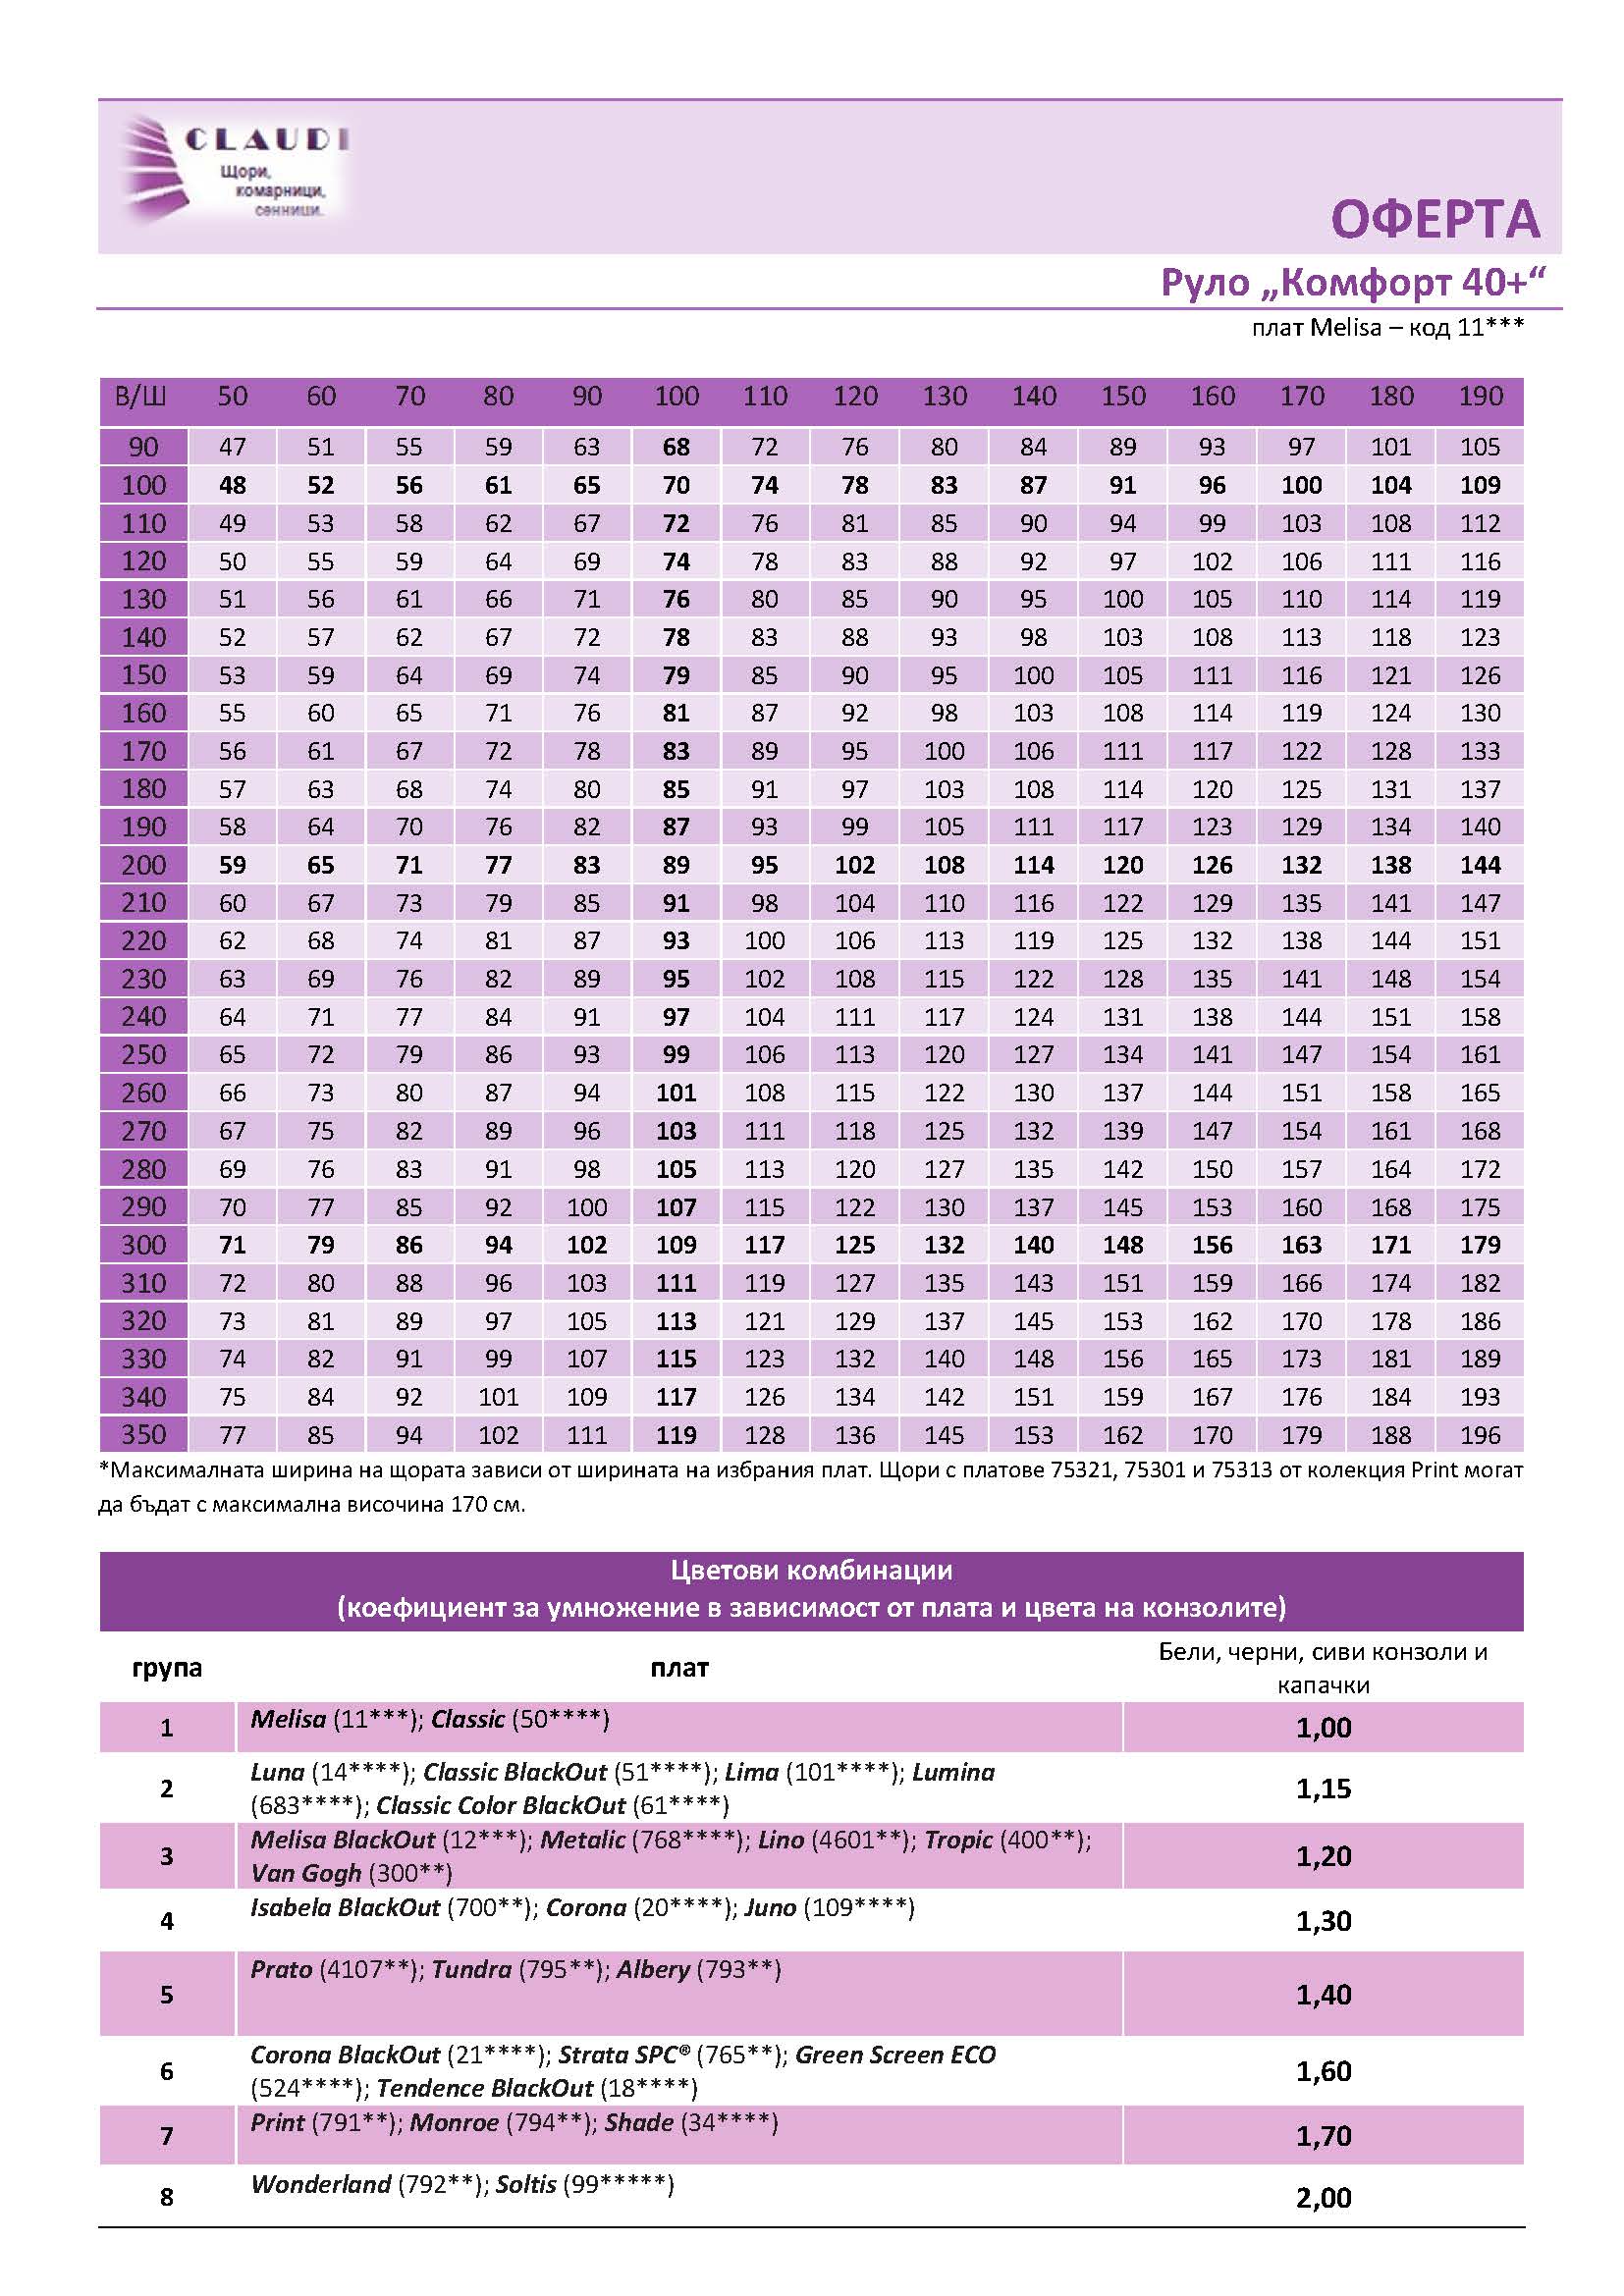 CLAUDI
Щори,
комарници,
сенници.
ОФЕРТА
Руло „Комфорт 40+“
плат Melisa – код 11***
В/Ш 50 60 70 80 90 100 110 120 130 140 150 160 170 180 190
90 47 51 55 59 63 68 72 76 80 84 89 93 97 101 105
100 48 52 56 61 65 70 74 78 83 87 91 96 100 104 109
110 49 53 58 62 67 72 76 81 85 90 94 99 103 108 112
120 50 55 59 64 69 74 78 83 88 92 97 102 106 111 116
130 51 56 61 66 71 76 80 85 90 95 100 105 110 114 119
140 52 57 62 67 72 78 83 88 93 98 103 108 113 118 123
150 53 59 64 69 74 79 85 90 95 100 105 111 116 121 126
160 55 60 65 71 76 81 87 92 98 103 108 114 119 124 130
170 56 61 67 72 78 83 89 95 100 106 111 117 122 128 133
180 57 63 68 74 80 85 91 97 103 108 114 120 125 131 137
190 58 64 70 76 82 87 93 99 105 111 117 123 129 134 140
200 59 65 71 77 83 89 95 102 108 114 120 126 132 138 144
210 60 67 73 79 85 91 98 104 110 116 122 129 135 141 147
220 62 68 74 81 87 93 100 106 113 119 125 132 138 144 151
230 63 69 76 82 89 95 102 108 115 122 128 135 141 148 154
240 64 71 77 84 91 97 104 111 117 124 131 138 144 151 158
250 65 72 79 86 93 99 106 113 120 127 134 141 147 154 161
260 66 73 80 87 94 101 108 115 122 130 137 144 151 158 165
270 67 75 82 89 96 103 111 118 125 132 139 147 154 161 168
280 69 76 83 91 98 105 113 120 127 135 142 150 157 164 172
290 70 77 85 92 100 107 115 122 130 137 145 153 160 168 175
300 71 79 86 94 102 109 117 125 132 140 148 156 163 171 179
310 72 80 88 96 103 111 119 127 135 143 151 159 166 174 182
320 73 81 89 97 105 113 121 129 137 145 153 162 170 178 186
330 74 82 91 99 107 115 123 132 140 148 156 165 173 181 189
340 75 84 92 101 109 117 126 134 142 151 159 167 176 184 193
350 77 85 94 102 111 119 128 136 145 153 162 170 179 188 196
*Максималната ширина на щората зависи от ширината на избрания плат. Щори с платове 75321, 75301 и 75313 от колекция Print могат
да бъдат с максимална височина 170 см.
Цветови комбинации
(коефициент за умножение в зависимост от плата и цвета на конзолите)
група плат Бели, черни, сиви конзоли и
капачки
1 Melisa (11***); Classic (50****) 1,00
2 Luna (14****); Classic BlackOut (51****); Lima (101****); Lumina
(683****); Classic Color BlackOut (61****) 1,15
3 Melisa BlackOut (12***); Metalic (768****); Lino (4601**); Tropic (400**);
Van Gogh (300**) 1,20
4 Isabela BlackOut (700**); Corona (20****); Juno (109****) 1,30
5 Prato (4107**); Tundra (795**); Albery (793**) 1,40
6 Corona BlackOut (21****); Strata SPC® (765**); Green Screen ECO
(524****); Tendence BlackOut (18****) 1,60
7 Print (791**); Monroe (794**); Shade (34****) 1,70
8 Wonderland (792**); Soltis (99*****) 2,00